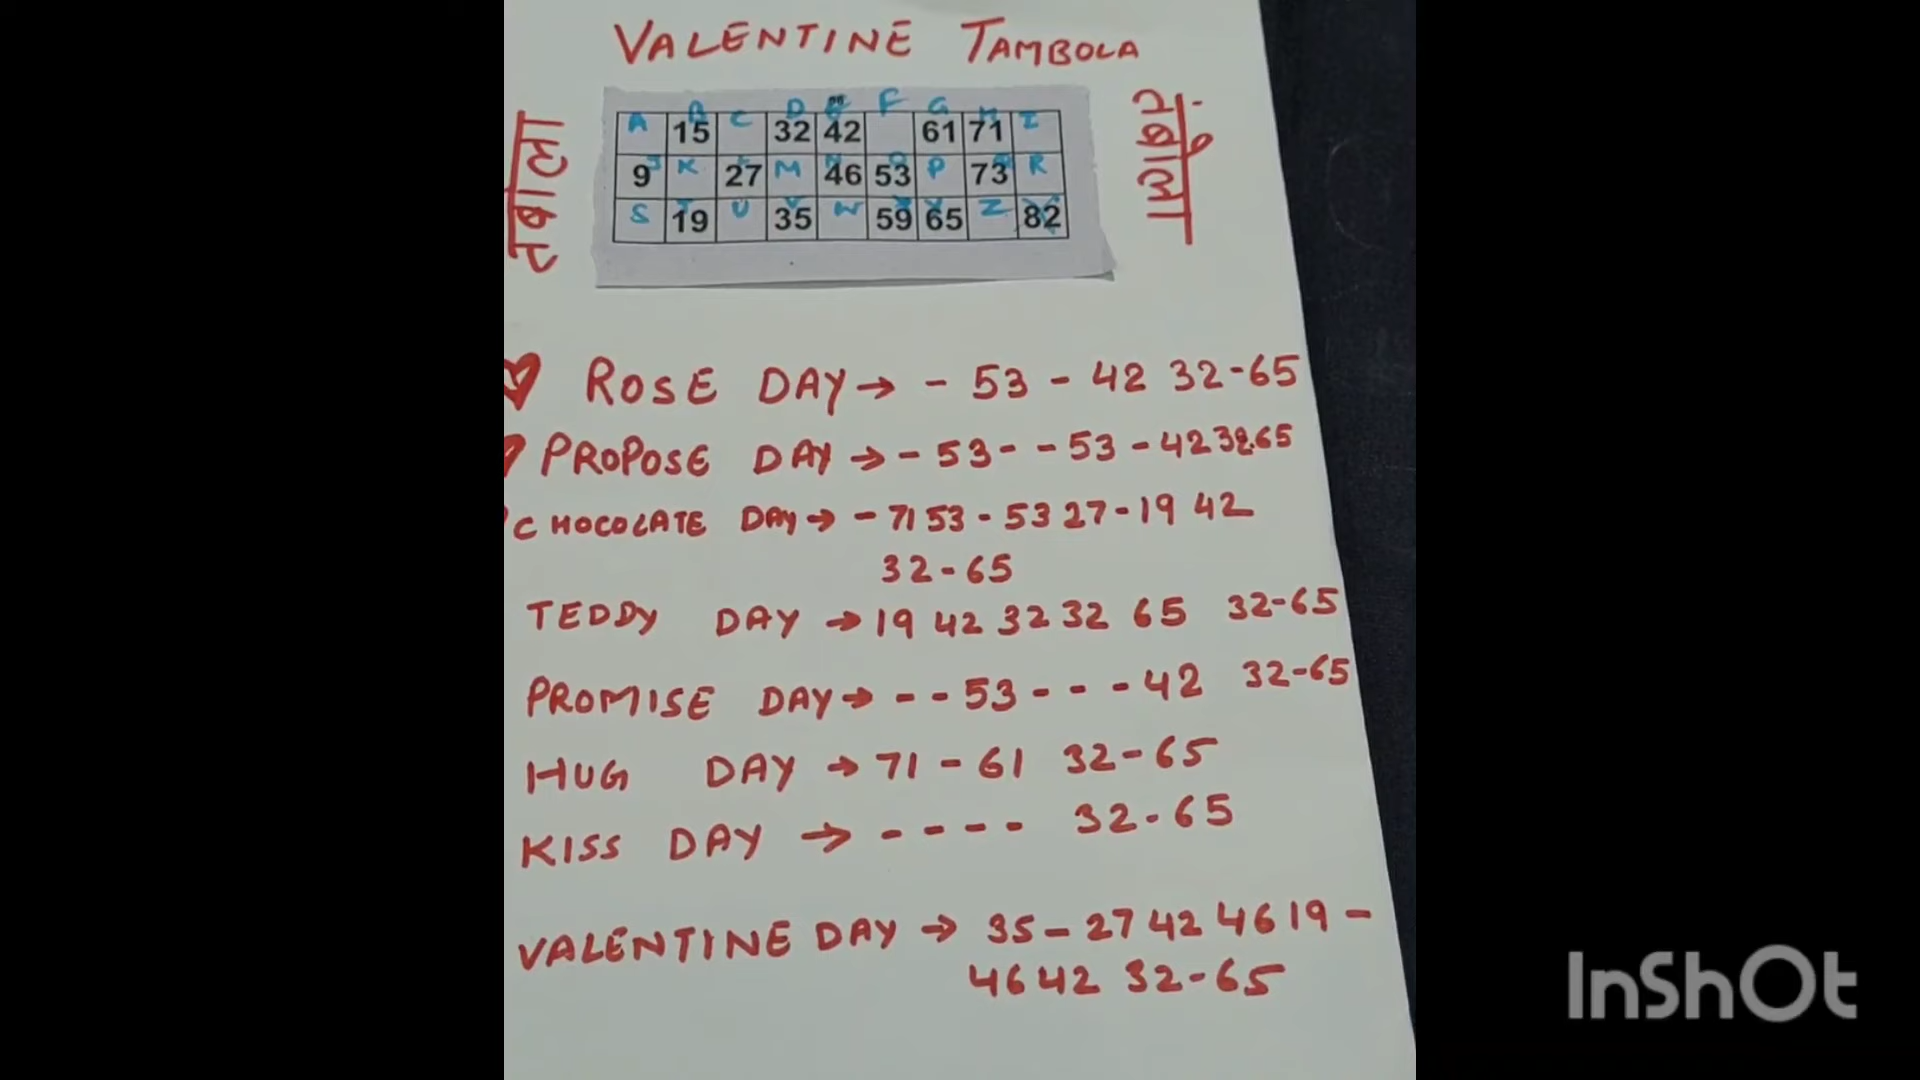 VALENTINE TAMBOLA
A B C D E F G H I
15 32 42 61 71
J K L M N O P Q R
9 27 46 53 73
S T U V W X Y Z
19 35 59 65 82
तंबोला
तंबोला
ROSE DAY → - 53 - 42 32-65
PROPOSE DAY → - 53 - - 53 - 42 32-65
CHOCOLATE DAY → - 71 53 - 53 27 - 19 42
32-65
TEDDY DAY → 19 42 32 32 65 32-65
PROMISE DAY → - - 53 - - - 42 32-65
HUG DAY → 71 - 61 32-65
KISS DAY → - - - - 32-65
VALENTINE DAY → 35 - 27 42 46 19 -
46 42 32-65
InShOt